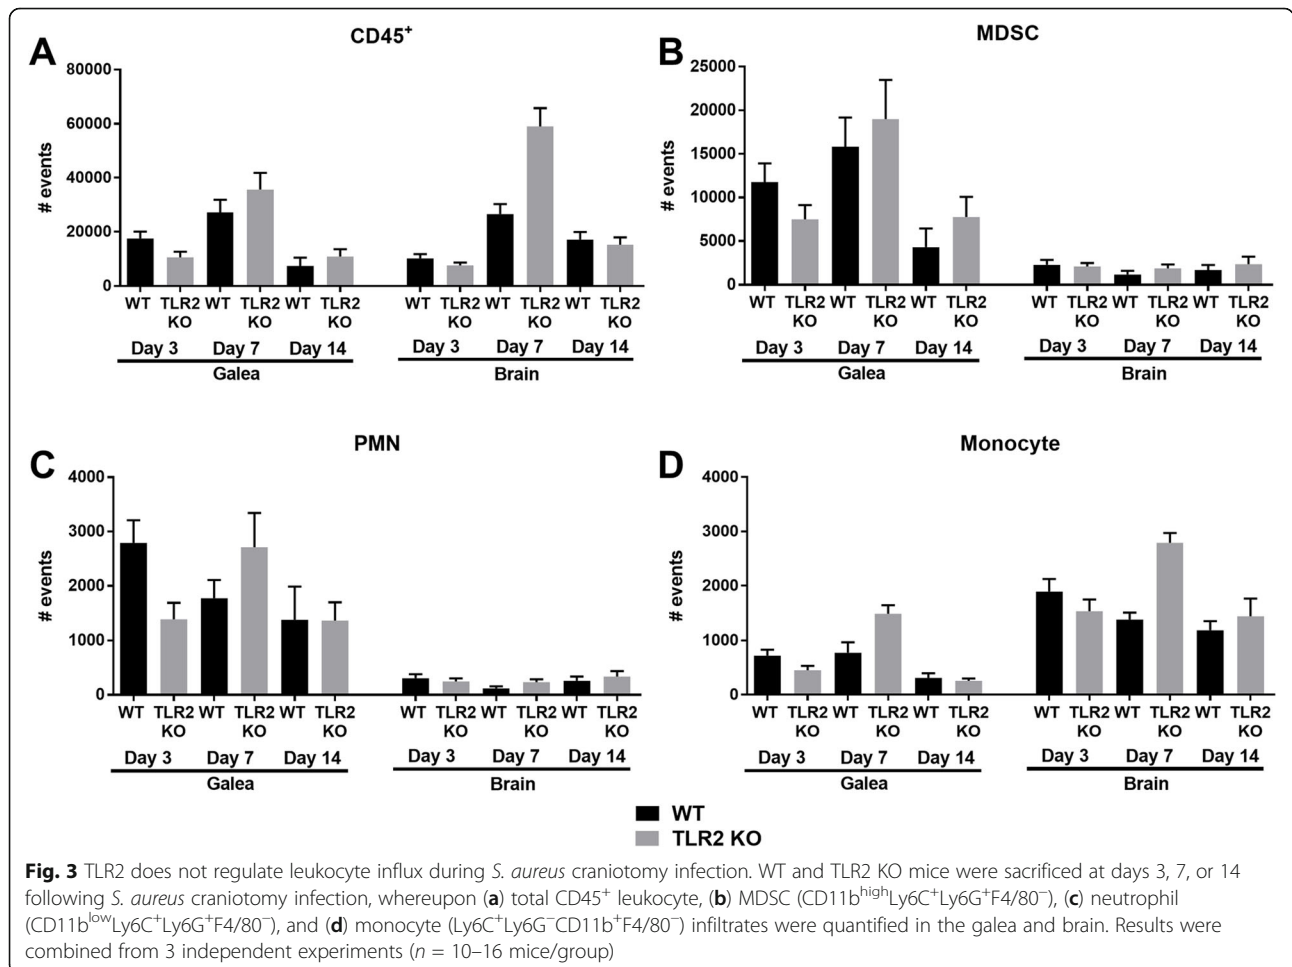 A
CD45⁺
# events
80000
60000
40000
20000
0
WT TLR2 KO WT TLR2 KO WT TLR2 KO WT TLR2 KO WT TLR2 KO WT TLR2 KO
Day 3 Day 7 Day 14 Day 3 Day 7 Day 14
Galea Brain
B
MDSC
# events
25000
20000
15000
10000
5000
0
WT TLR2 KO WT TLR2 KO WT TLR2 KO WT TLR2 KO WT TLR2 KO WT TLR2 KO
Day 3 Day 7 Day 14 Day 3 Day 7 Day 14
Galea Brain
C
PMN
# events
4000
3000
2000
1000
0
WT TLR2 KO WT TLR2 KO WT TLR2 KO WT TLR2 KO WT TLR2 KO WT TLR2 KO
Day 3 Day 7 Day 14 Day 3 Day 7 Day 14
Galea Brain
D
Monocyte
# events
4000
3000
2000
1000
0
WT TLR2 KO WT TLR2 KO WT TLR2 KO WT TLR2 KO WT TLR2 KO WT TLR2 KO
Day 3 Day 7 Day 14 Day 3 Day 7 Day 14
Galea Brain
WT
TLR2 KO
Fig. 3 TLR2 does not regulate leukocyte influx during S. aureus craniotomy infection. WT and TLR2 KO mice were sacrificed at days 3, 7, or 14
following S. aureus craniotomy infection, whereupon (a) total CD45⁺ leukocyte, (b) MDSC (CD11b^high Ly6C⁺Ly6G⁺F4/80⁻), (c) neutrophil
(CD11b^low Ly6C⁺Ly6G⁺F4/80⁻), and (d) monocyte (Ly6C⁺Ly6G⁻CD11b⁺F4/80⁻) infiltrates were quantified in the galea and brain. Results were
combined from 3 independent experiments (n = 10–16 mice/group)